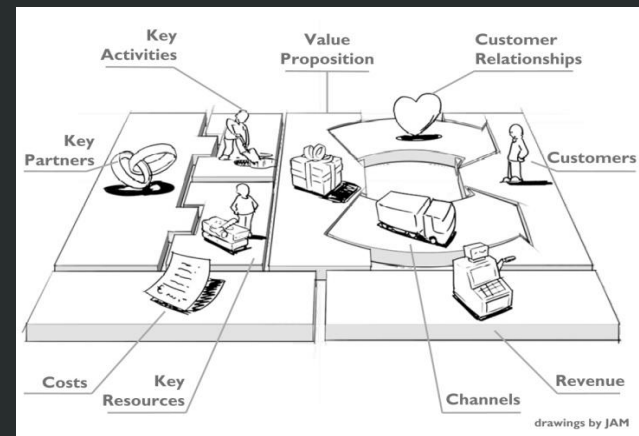 Key
Activities
Value
Proposition
Customer
Relationships
Key
Partners
Customers
Costs
Key
Resources
Channels
Revenue
drawings by JAM